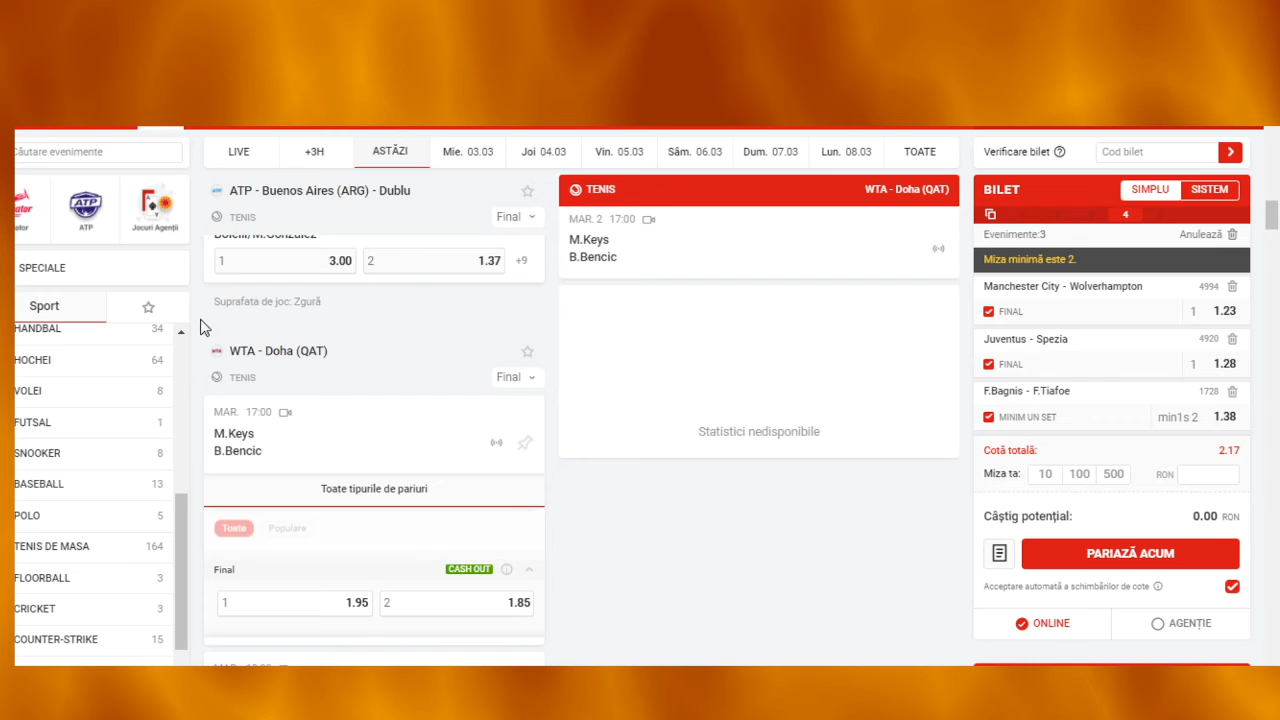 Căutare evenimente
LIVE
+3H
ASTĂZI
Mie. 03.03
Joi 04.03
Vin. 05.03
Sâm. 06.03
Dum. 07.03
Lun. 08.03
TOATE
Verificare bilet
Cod bilet
ATP
Jocuri Agenții
SPECIALE
Sport
HANDBAL 34
HOCHEI 64
VOLEI 8
FUTSAL 1
SNOOKER 8
BASEBALL 13
POLO 5
TENIS DE MASA 164
FLOORBALL 3
CRICKET 3
COUNTER-STRIKE 15
ATP - Buenos Aires (ARG) - Dublu
TENIS
Final
Bolelli/M.Gonzalez
1 3.00
2 1.37
+9
Suprafata de joc: Zgură
WTA - Doha (QAT)
TENIS
Final
MAR. 17:00
M.Keys
B.Bencic
Toate tipurile de pariuri
Toate
Populare
Final
CASH OUT
1 1.95
2 1.85
TENIS
WTA - Doha (QAT)
MAR. 2 17:00
M.Keys
B.Bencic
Statistici nedisponibile
BILET
SIMPLU
SISTEM
4
Evenimente:3
Anulează
Miza minimă este 2.
Manchester City - Wolverhampton 4994
FINAL 1 1.23
Juventus - Spezia 4920
FINAL 1 1.28
F.Bagnis - F.Tiafoe 1728
MINIM UN SET min1s 2 1.38
Cotă totală: 2.17
Miza ta: 10 100 500 RON
Câștig potențial: 0.00 RON
PARIAZĂ ACUM
Acceptare automată a schimbărilor de cote
ONLINE
AGENȚIE